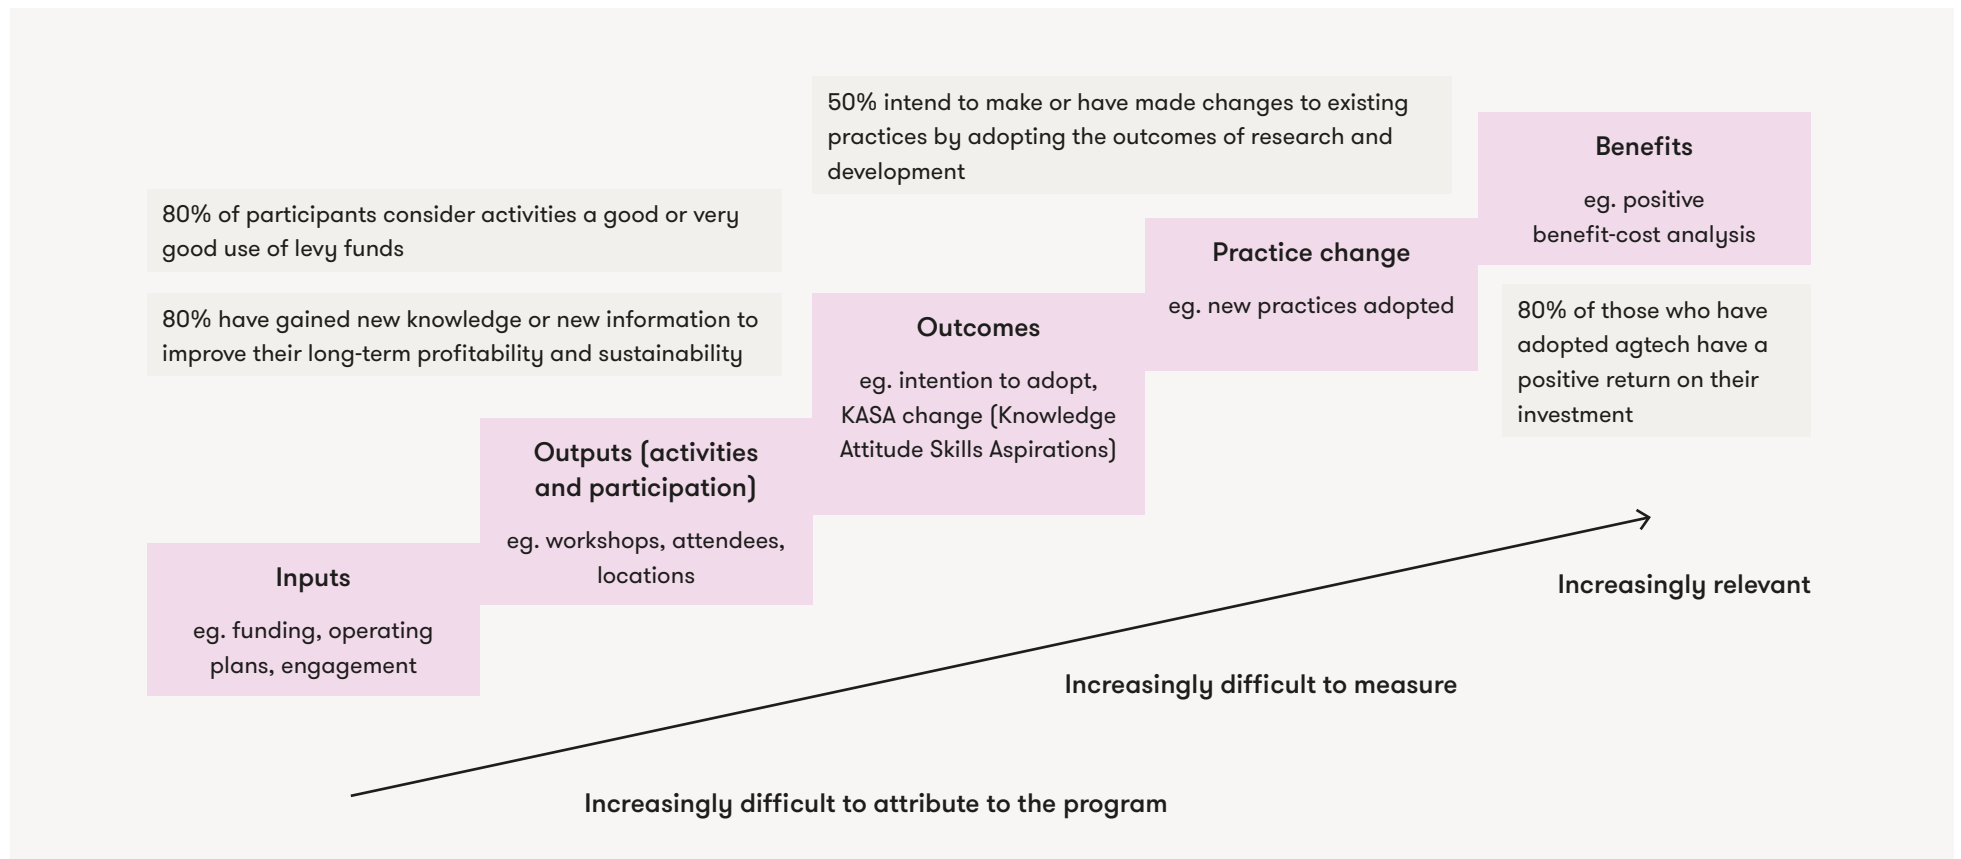 50% intend to make or have made changes to existing
practices by adopting the outcomes of research and
development
Benefits
eg. positive
benefit-cost analysis
80% of participants consider activities a good or very
good use of levy funds
Practice change
eg. new practices adopted
80% have gained new knowledge or new information to
improve their long-term profitability and sustainability
Outcomes
eg. intention to adopt,
KASA change (Knowledge
Attitude Skills Aspirations)
80% of those who have
adopted agtech have a
positive return on their
investment
Outputs (activities
and participation)
eg. workshops, attendees,
locations
Inputs
eg. funding, operating
plans, engagement
Increasingly relevant
Increasingly difficult to measure
Increasingly difficult to attribute to the program